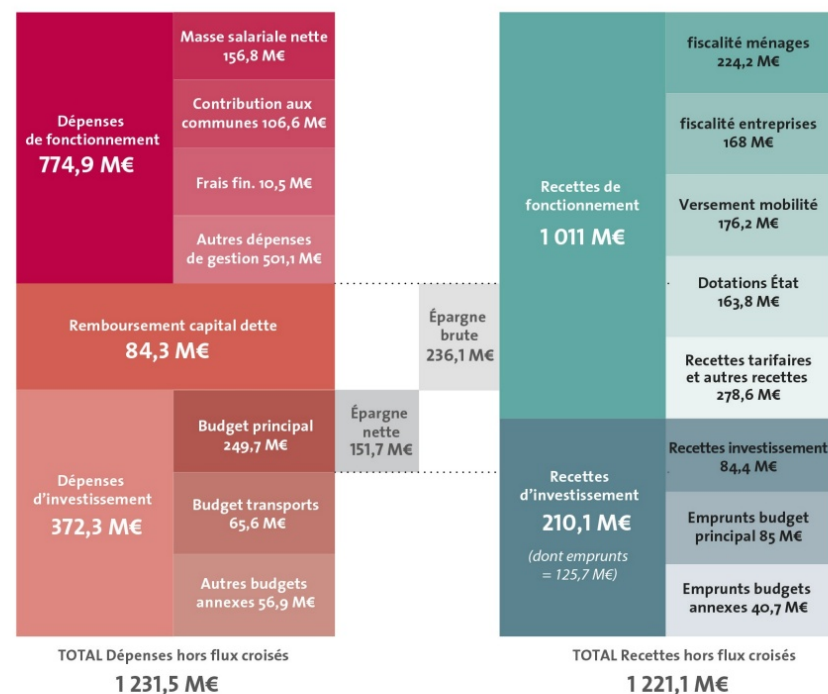 Dépenses
de fonctionnement
774,9 M€
Masse salariale nette
156,8 M€
Contribution aux
communes 106,6 M€
Frais fin. 10,5 M€
Autres dépenses
de gestion 501,1 M€
Remboursement capital dette
84,3 M€
Dépenses
d’investissement
372,3 M€
Budget principal
249,7 M€
Budget transports
65,6 M€
Autres budgets
annexes 56,9 M€
TOTAL Dépenses hors flux croisés
1 231,5 M€
Épargne
brute
236,1 M€
Épargne
nette
151,7 M€
Recettes de
fonctionnement
1 011 M€
fiscalité ménages
224,2 M€
fiscalité entreprises
168 M€
Versement mobilité
176,2 M€
Dotations État
163,8 M€
Recettes tarifaires
et autres recettes
278,6 M€
Recettes
d’investissement
210,1 M€
(dont emprunts
= 125,7 M€)
Recettes investissement
84,4 M€
Emprunts budget
principal 85 M€
Emprunts budgets
annexes 40,7 M€
TOTAL Recettes hors flux croisés
1 221,1 M€